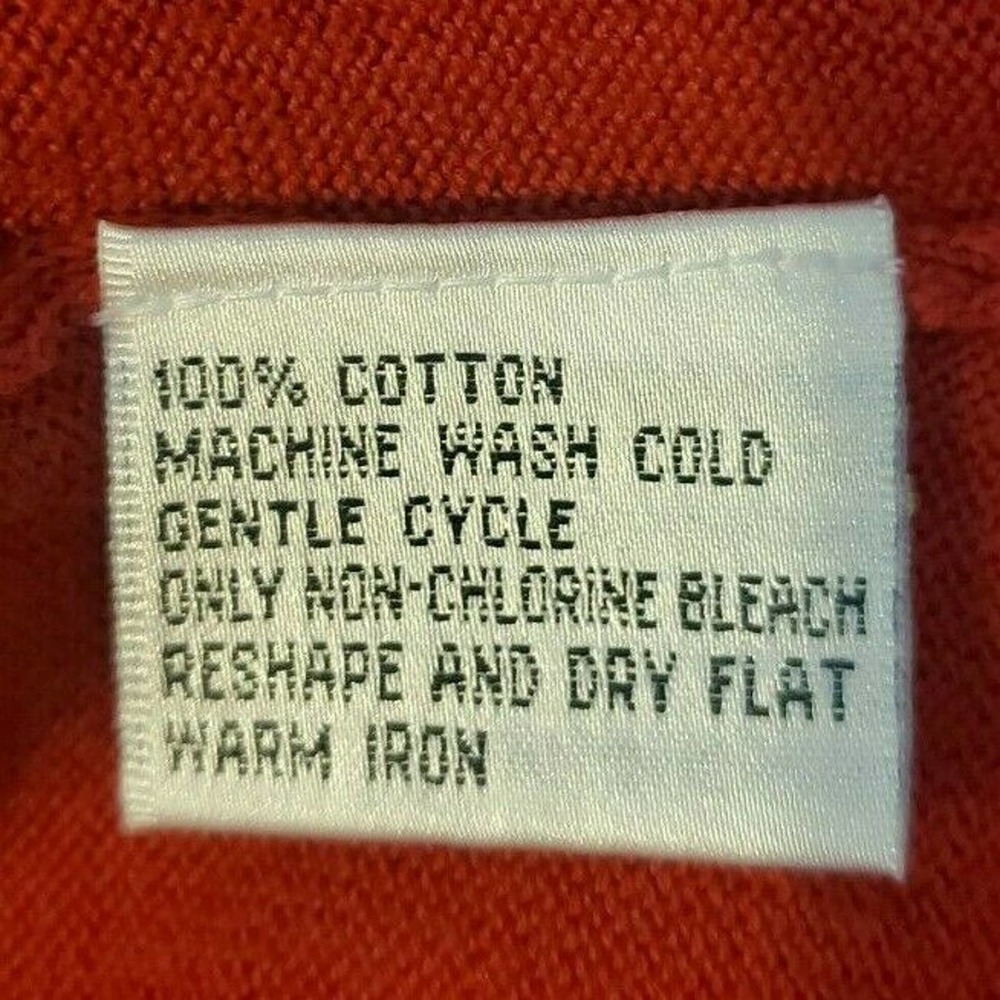 100% COTTON
MACHINE WASH COLD
GENTLE CYCLE
ONLY NON-CHLORINE BLEACH
RESHAPE AND DRY FLAT
WARM IRON